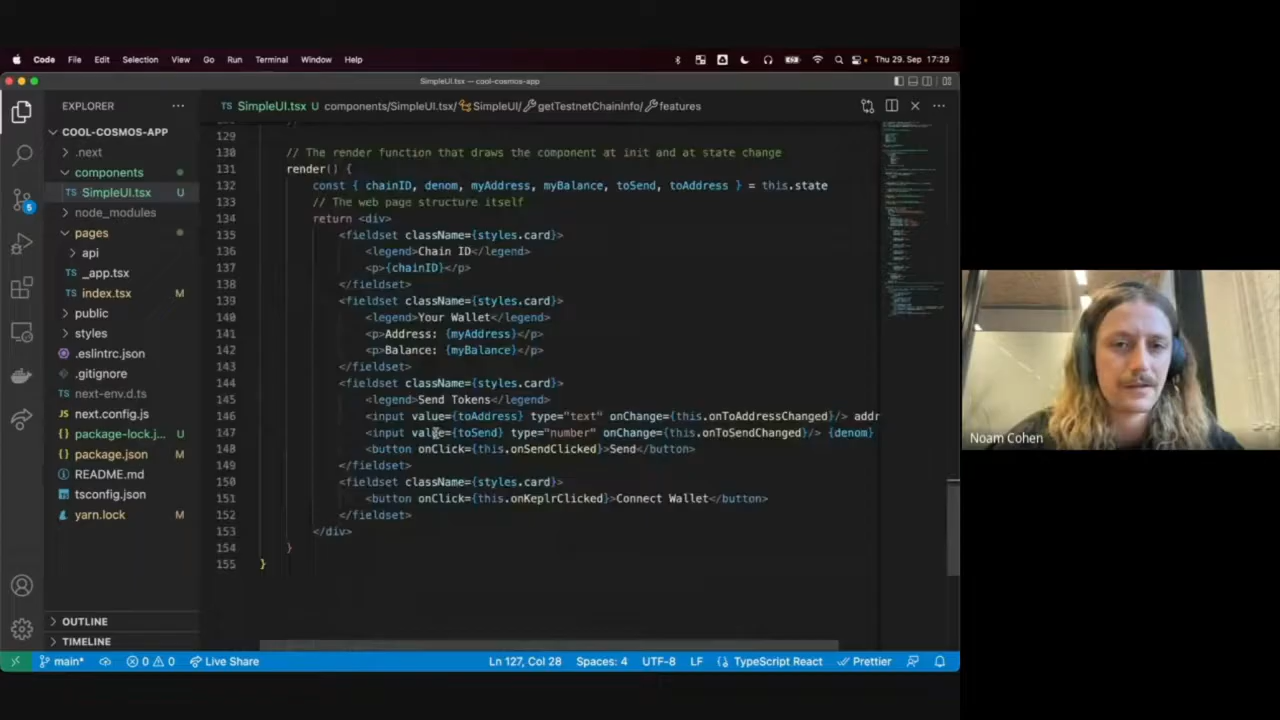 Code File Edit Selection View Go Run Terminal Window Help Thu 29. Sep 17:29
SimpleUI.tsx — cool-cosmos-app
EXPLORER
SimpleUI.tsx U components/SimpleUI.tsx/ SimpleUI/ getTestnetChainInfo/ features
COOL-COSMOS-APP
.next
components
SimpleUI.tsx U
node_modules
pages
api
_app.tsx
index.tsx M
public
styles
.eslintrc.json
.gitignore
next-env.d.ts
next.config.js
package-lock.j... U
package.json M
README.md
tsconfig.json
yarn.lock M
OUTLINE
TIMELINE
5
129
130 // The render function that draws the component at init and at state change
131 render() {
132 const { chainID, denom, myAddress, myBalance, toSend, toAddress } = this.state
133 // The web page structure itself
134 return <div>
135 <fieldset className={styles.card}>
136 <legend>Chain ID</legend>
137 <p>{chainID}</p>
138 </fieldset>
139 <fieldset className={styles.card}>
140 <legend>Your Wallet</legend>
141 <p>Address: {myAddress}</p>
142 <p>Balance: {myBalance}</p>
143 </fieldset>
144 <fieldset className={styles.card}>
145 <legend>Send Tokens</legend>
146 <input value={toAddress} type="text" onChange={this.onToAddressChanged}/> addr
147 <input value={toSend} type="number" onChange={this.onToSendChanged}/> {denom}
148 <button onClick={this.onSendClicked}>Send</button>
149 </fieldset>
150 <fieldset className={styles.card}>
151 <button onClick={this.onKeplrClicked}>Connect Wallet</button>
152 </fieldset>
153 </div>
154 }
155 }
main* 0 0 Live Share Ln 127, Col 28 Spaces: 4 UTF-8 LF TypeScript React Prettier
Noam Cohen